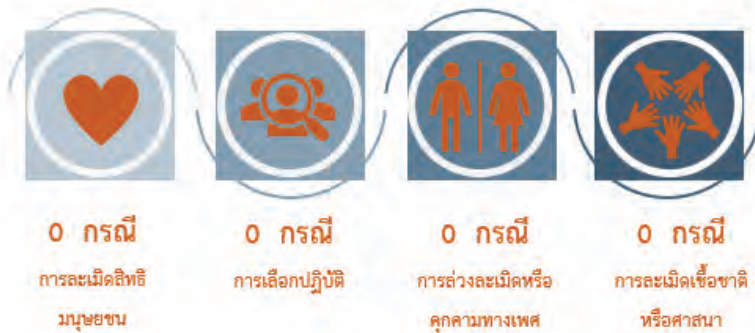 0 กรณี
การละเมิดสิทธิ
มนุษยชน
0 กรณี
การเลือกปฏิบัติ
0 กรณี
การล่วงละเมิดหรือ
คุกคามทางเพศ
0 กรณี
การละเมิดเชื้อชาติ
หรือศาสนา